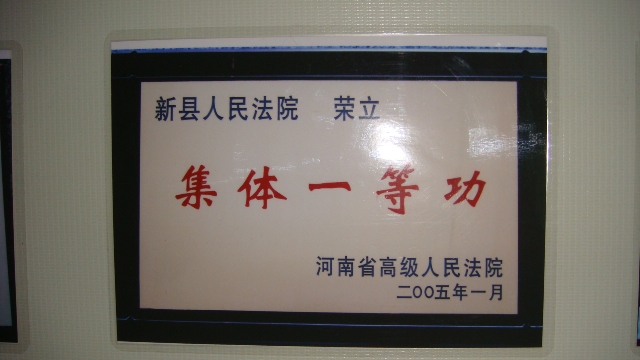 新县人民法院 荣立
集体一等功
河南省高级人民法院
二OO五年一月